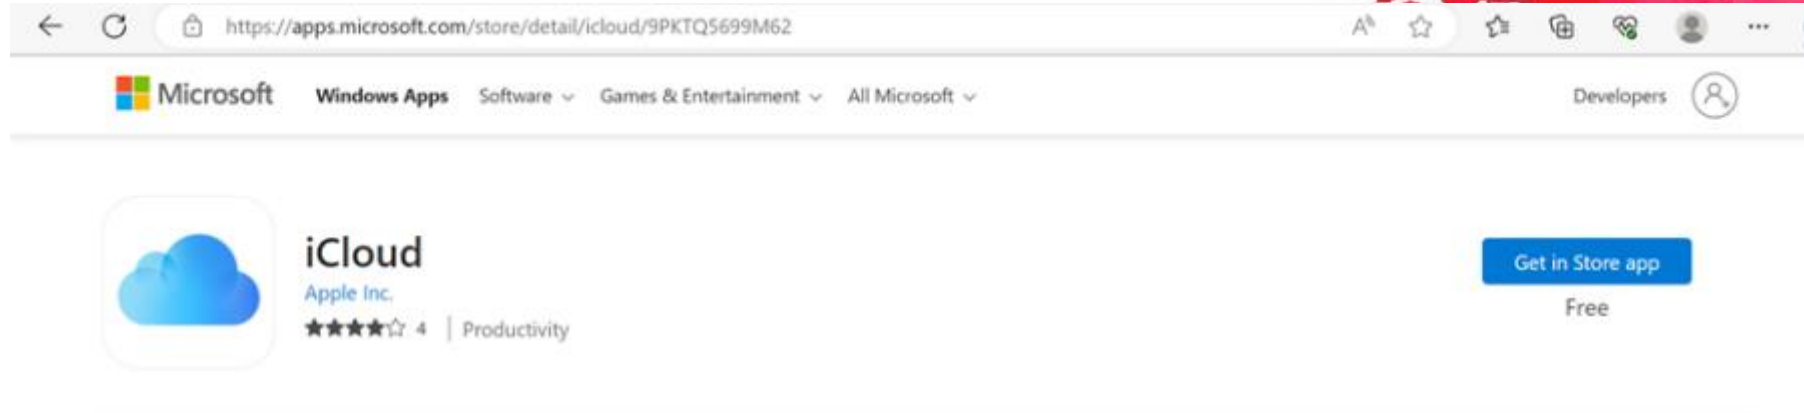 https://apps.microsoft.com/store/detail/icloud/9PKTQ5699M62
Microsoft Windows Apps Software Games & Entertainment All Microsoft Developers
iCloud
Apple Inc.
4 | Productivity
Get in Store app
Free